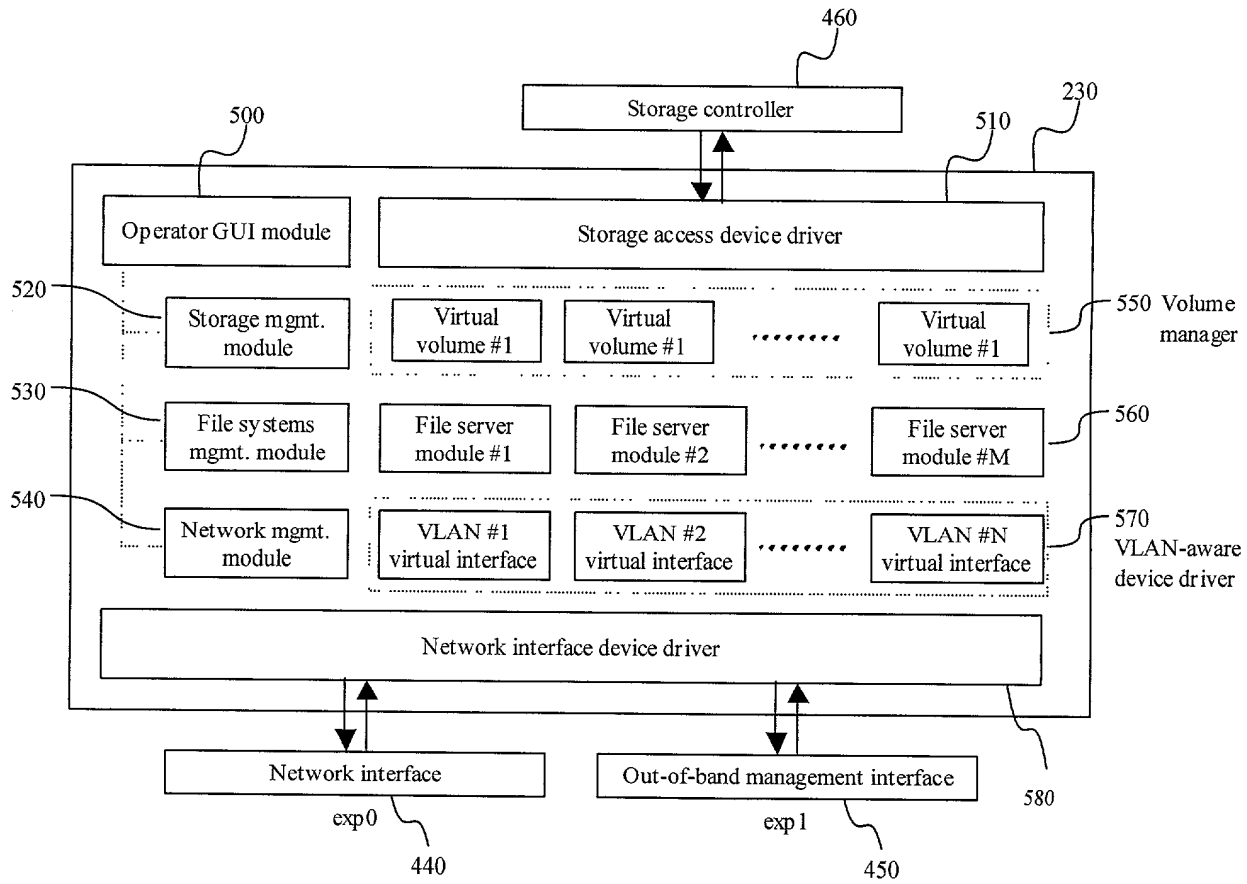 460
Storage controller
230
500
510
Operator GUI module
Storage access device driver
520
Storage mgmt.
module
Virtual
volume #1
Virtual
volume #1
Virtual
volume #1
550 Volume
manager
530
File systems
mgmt. module
File server
module #1
File server
module #2
File server
module #M
560
540
Network mgmt.
module
VLAN #1
virtual interface
VLAN #2
virtual interface
VLAN #N
virtual interface
570
VLAN-aware
device driver
Network interface device driver
Network interface
Out-of-band management interface
580
exp0
exp1
440
450